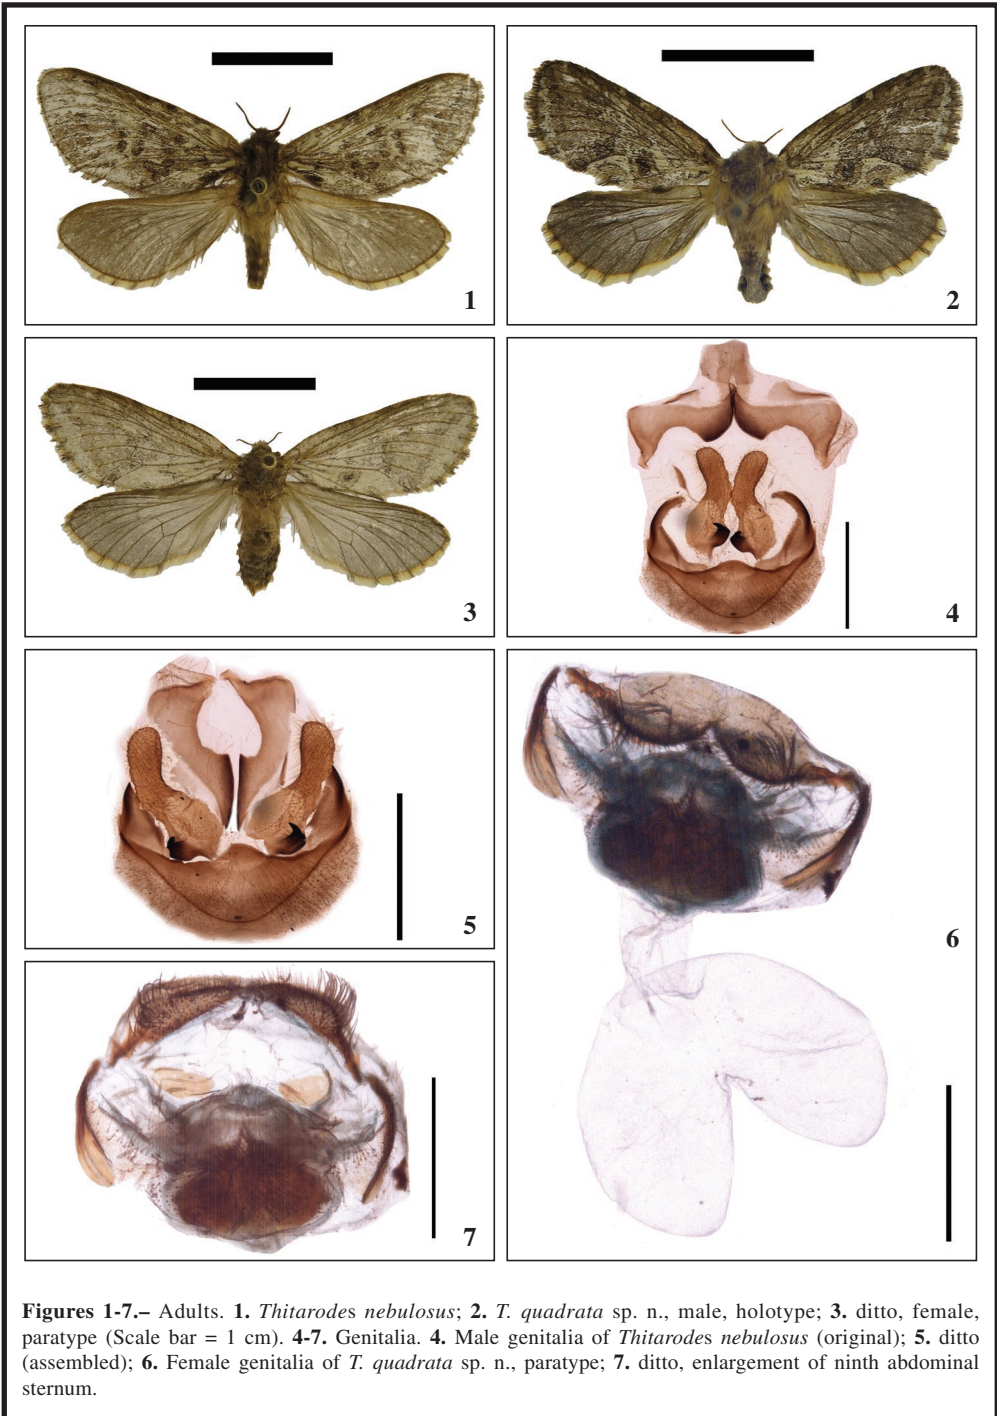 1
2
3
4
5
6
7
Figures 1-7.– Adults. 1. Thitarodes nebulosus; 2. T. quadrata sp. n., male, holotype; 3. ditto, female,
paratype (Scale bar = 1 cm). 4-7. Genitalia. 4. Male genitalia of Thitarodes nebulosus (original); 5. ditto
(assembled); 6. Female genitalia of T. quadrata sp. n., paratype; 7. ditto, enlargement of ninth abdominal
sternum.